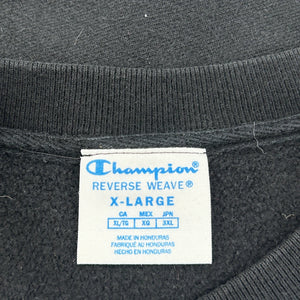 Champion
REVERSE WEAVE®
X-LARGE
CA MEX JPN
XL/TG XG 3XL
MADE IN HONDURAS
FABRIQUÉ AU HONDURAS
HECHO EN HONDURAS